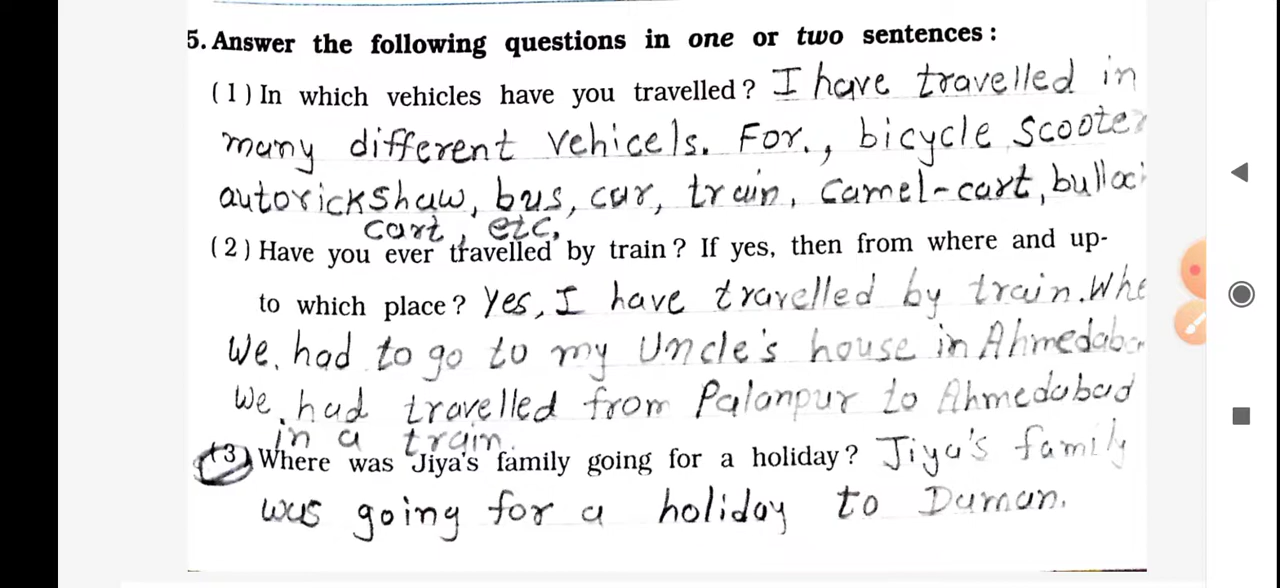 5. Answer the following questions in one or two sentences :
(1) In which vehicles have you travelled ? I have travelled in
many different vehicels. For., bicycle scooter
autorickshaw, bus, car, train, camel-cart, bulloc
cart, etc.
(2) Have you ever travelled by train ? If yes, then from where and up-
to which place ? Yes, I have travelled by train. Whe
We, had to go to my Uncle's house in Ahmedaba
We, had travelled from Palanpur to Ahmedabad
in a train.
(3) Where was Jiya's family going for a holiday ? Jiya's family
was going for a holiday to Daman.